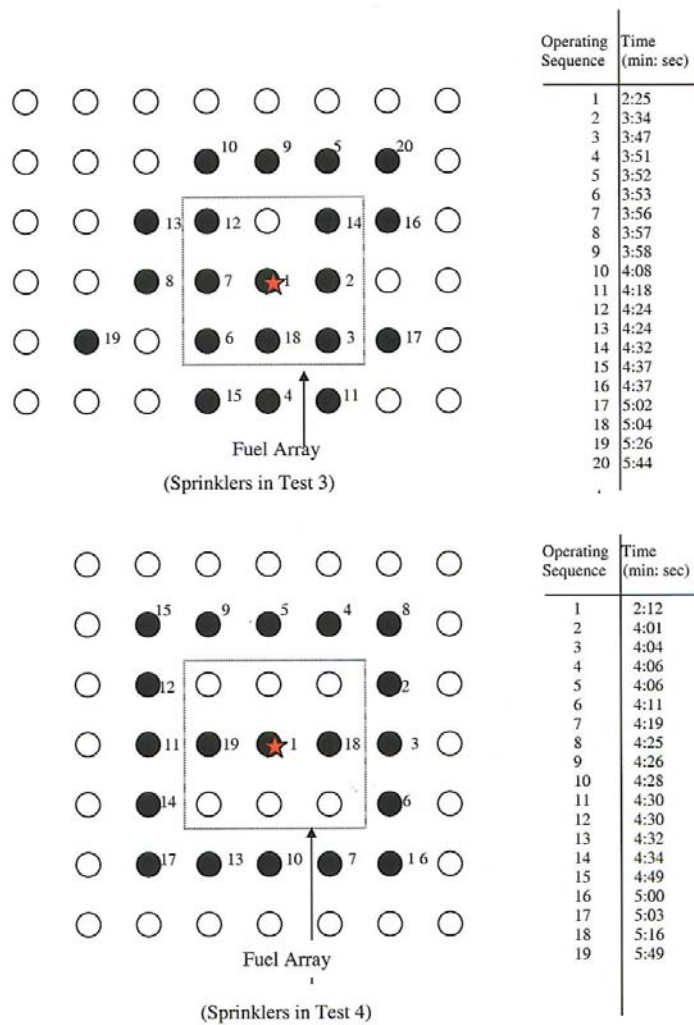 Operating Time
Sequence (min: sec)
1 2:25
2 3:34
3 3:47
4 3:51
5 3:52
6 3:53
7 3:56
8 3:57
9 3:58
10 4:08
11 4:18
12 4:24
13 4:24
14 4:32
15 4:37
16 4:37
17 5:02
18 5:04
19 5:26
20 5:44
10 9 5 20
13 12 14 16
8 7 1 2
19 6 18 3 17
15 4 11
Fuel Array
(Sprinklers in Test 3)
Operating Time
Sequence (min: sec)
1 2:12
2 4:01
3 4:04
4 4:06
5 4:06
6 4:11
7 4:19
8 4:25
9 4:26
10 4:28
11 4:30
12 4:30
13 4:32
14 4:34
15 4:49
16 5:00
17 5:03
18 5:16
19 5:49
15 9 5 4 8
12 2
11 19 1 18 3
14 6
17 13 10 7 1 6
Fuel Array
(Sprinklers in Test 4)